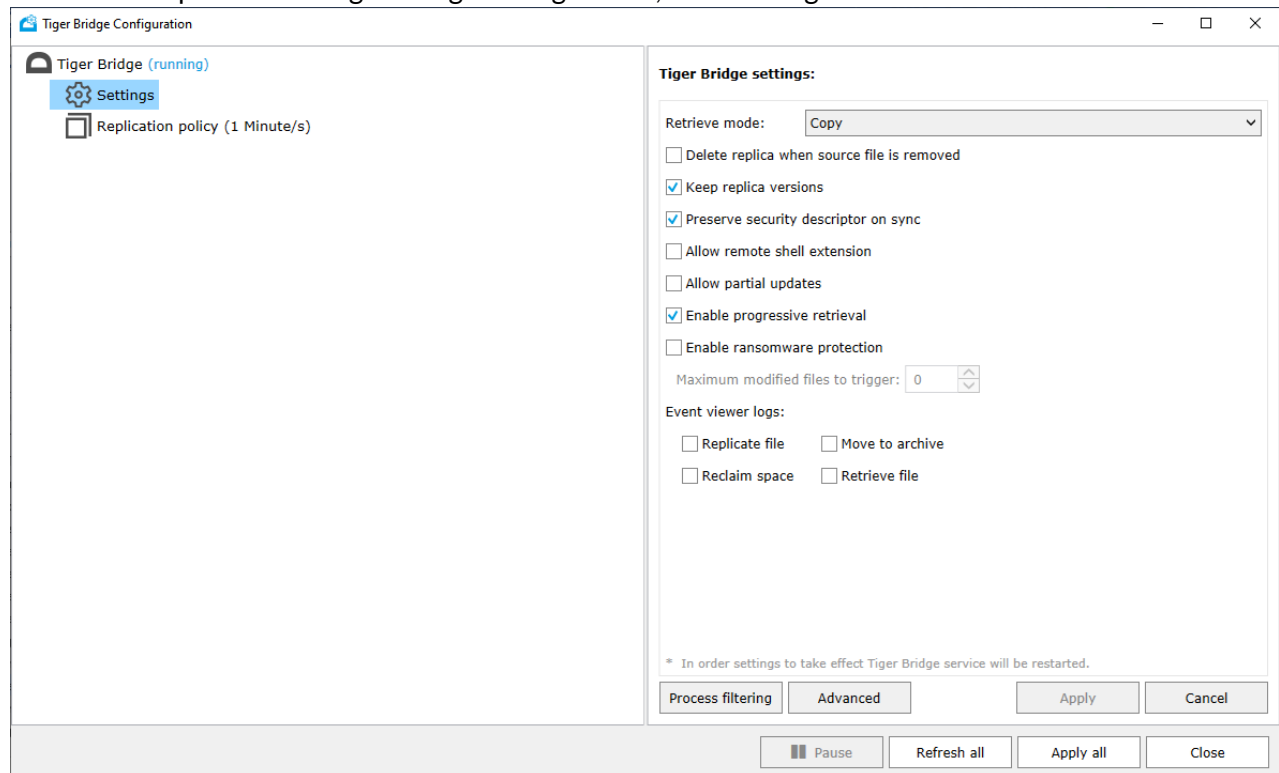 Tiger Bridge Configuration
Tiger Bridge (running)
Settings
Replication policy (1 Minute/s)
Tiger Bridge settings:
Retrieve mode: Copy
Delete replica when source file is removed
Keep replica versions
Preserve security descriptor on sync
Allow remote shell extension
Allow partial updates
Enable progressive retrieval
Enable ransomware protection
Maximum modified files to trigger: 0
Event viewer logs:
Replicate file Move to archive
Reclaim space Retrieve file
* In order settings to take effect Tiger Bridge service will be restarted.
Process filtering Advanced Apply Cancel
Pause Refresh all Apply all Close